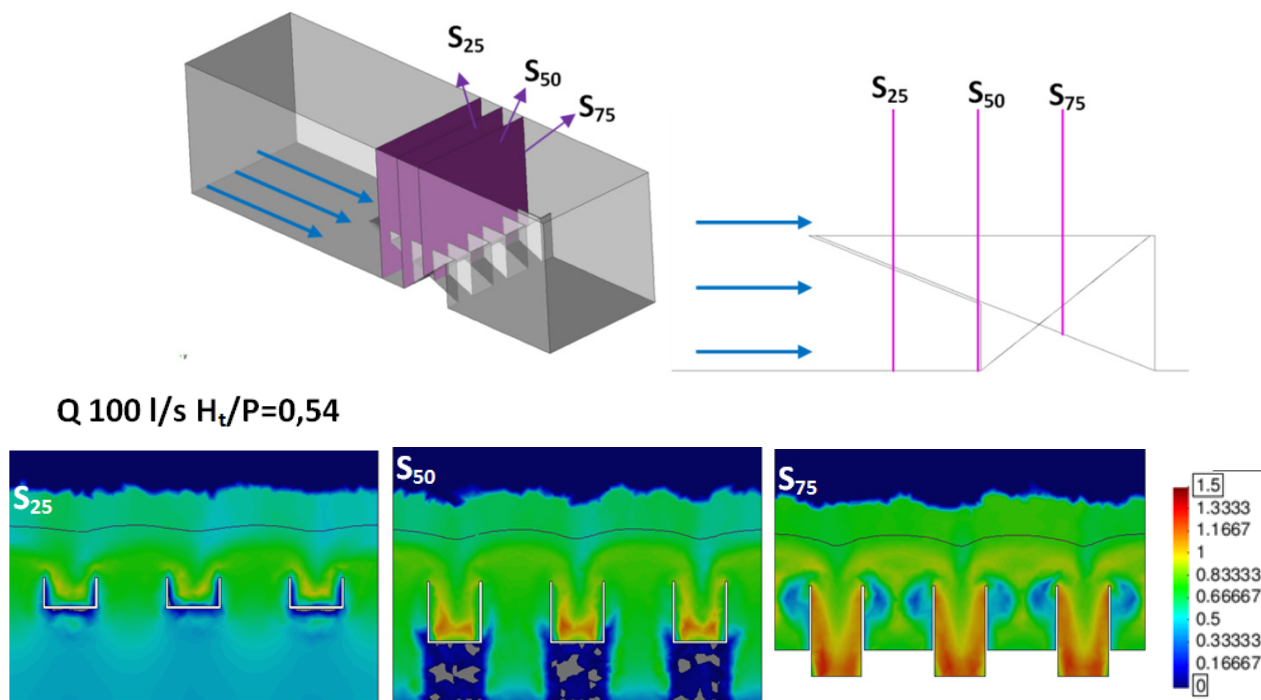 S₂₅
S₅₀
S₇₅
S₂₅ S₅₀ S₇₅
Q 100 l/s Hₜ/P=0,54
S₂₅
S₅₀
S₇₅
1.5
1.3333
1.1667
1
0.83333
0.66667
0.5
0.33333
0.16667
0